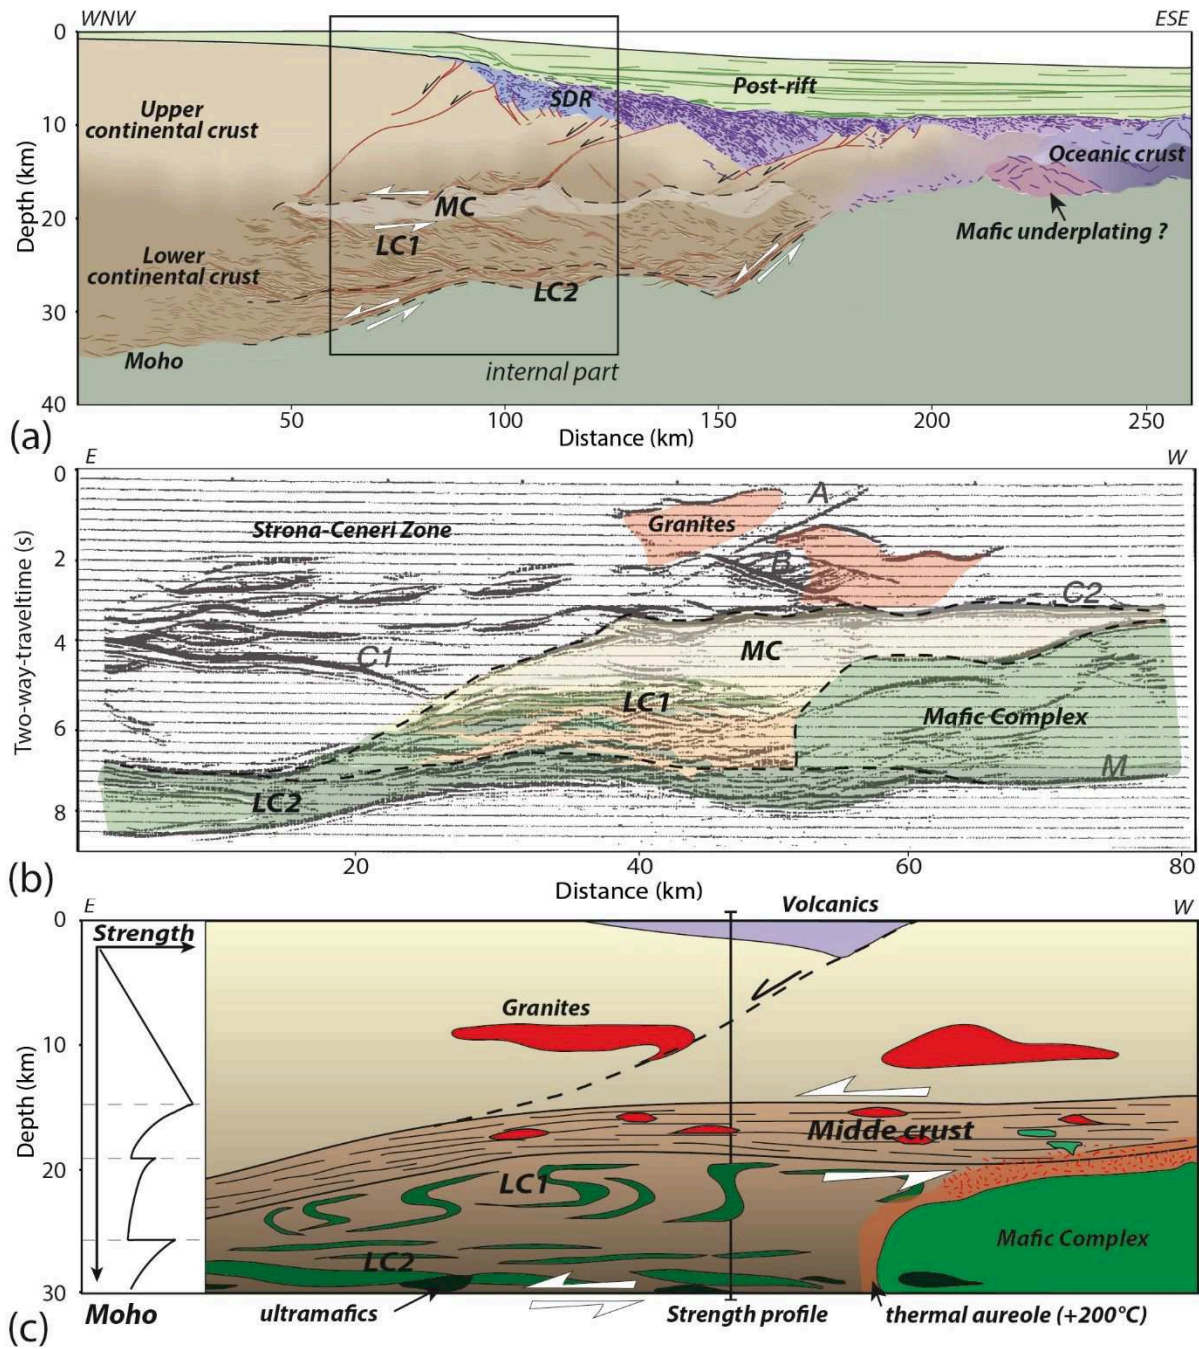 WNW
ESE
0
10
20
30
40
Depth (km)
Upper
continental crust
SDR
Post-rift
Oceanic crust
MC
LC1
Mafic underplating ?
Lower
continental crust
LC2
Moho
internal part
50
100
150
200
250
Distance (km)
(a)
E
W
0
2
4
6
8
Two-way-traveltime (s)
Strona-Ceneri Zone
Granites
A
B
C2
C1
MC
LC1
Mafic Complex
LC2
M
20
40
60
80
Distance (km)
(b)
E
W
Volcanics
0
10
20
30
Depth (km)
Strength
Granites
Midde crust
LC1
LC2
Mafic Complex
Moho
ultramafics
Strength profile
thermal aureole (+200°C)
(c)